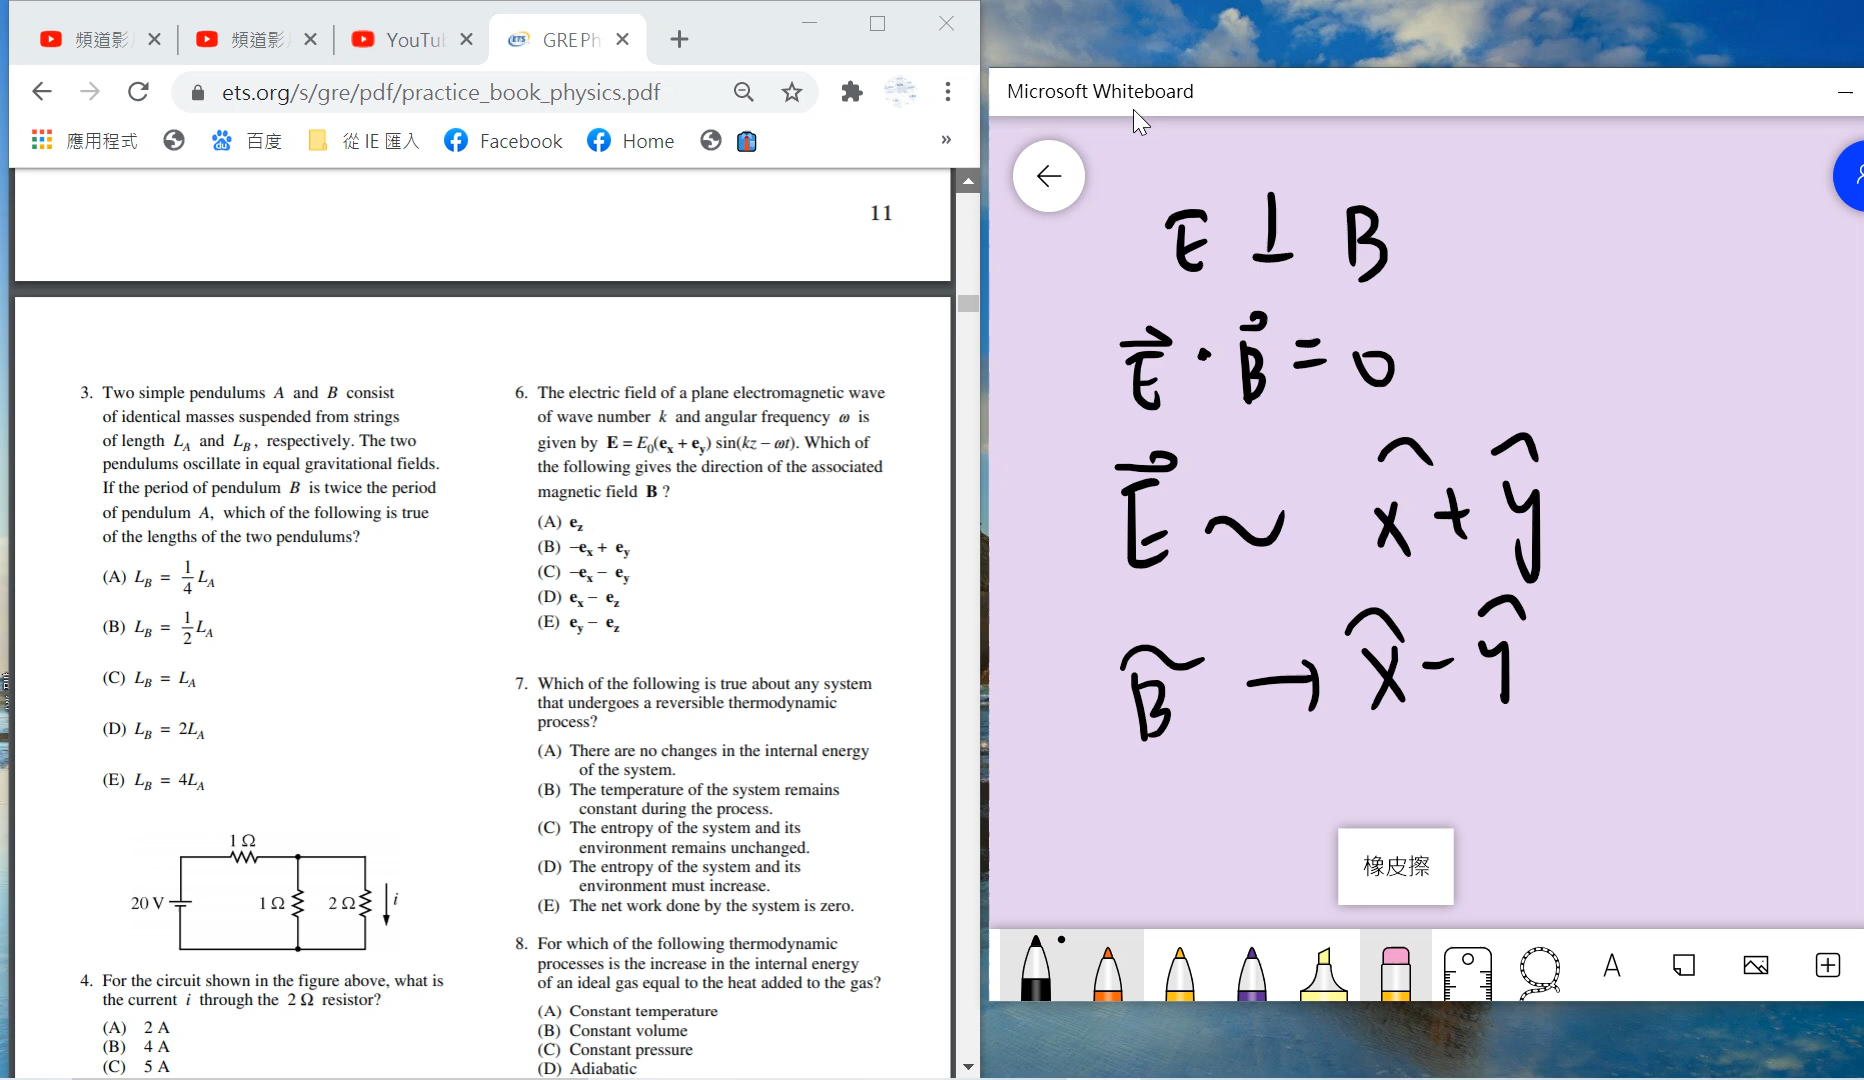 頻道影
頻道影
YouTu
GRE Ph
ets.org/s/gre/pdf/practice_book_physics.pdf
應用程式
百度
從 IE 匯入
Facebook
Home
»
11
3. Two simple pendulums A and B consist
of identical masses suspended from strings
of length L_A and L_B, respectively. The two
pendulums oscillate in equal gravitational fields.
If the period of pendulum B is twice the period
of pendulum A, which of the following is true
of the lengths of the two pendulums?
(A) L_B = 1/4 L_A
(B) L_B = 1/2 L_A
(C) L_B = L_A
(D) L_B = 2L_A
(E) L_B = 4L_A
1 Ω
20 V
1 Ω
2 Ω
i
4. For the circuit shown in the figure above, what is
the current i through the 2 Ω resistor?
(A) 2 A
(B) 4 A
(C) 5 A
6. The electric field of a plane electromagnetic wave
of wave number k and angular frequency ω is
given by E = E₀(e_x + e_y) sin(kz – ωt). Which of
the following gives the direction of the associated
magnetic field B ?
(A) e_z
(B) –e_x + e_y
(C) –e_x – e_y
(D) e_x – e_z
(E) e_y – e_z
7. Which of the following is true about any system
that undergoes a reversible thermodynamic
process?
(A) There are no changes in the internal energy
of the system.
(B) The temperature of the system remains
constant during the process.
(C) The entropy of the system and its
environment remains unchanged.
(D) The entropy of the system and its
environment must increase.
(E) The net work done by the system is zero.
8. For which of the following thermodynamic
processes is the increase in the internal energy
of an ideal gas equal to the heat added to the gas?
(A) Constant temperature
(B) Constant volume
(C) Constant pressure
(D) Adiabatic
Microsoft Whiteboard
E ⊥ B
E⃗ · B⃗ = 0
E⃗ ~ x̂ + ŷ
B̃ → x̂ - ŷ
橡皮擦
A